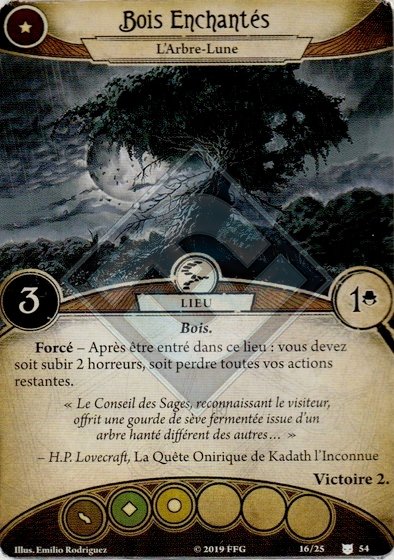 Bois Enchantés
L'Arbre-Lune
3
LIEU
1
Bois.
Forcé – Après être entré dans ce lieu : vous devez
soit subir 2 horreurs, soit perdre toutes vos actions
restantes.
« Le Conseil des Sages, reconnaissant le visiteur,
offrit une gourde de sève fermentée issue d'un
arbre hanté différent des autres… »
– H.P. Lovecraft, La Quête Onirique de Kadath l'Inconnue
Victoire 2.
Illus. Emilio Rodriguez © 2019 FFG 16/25 54